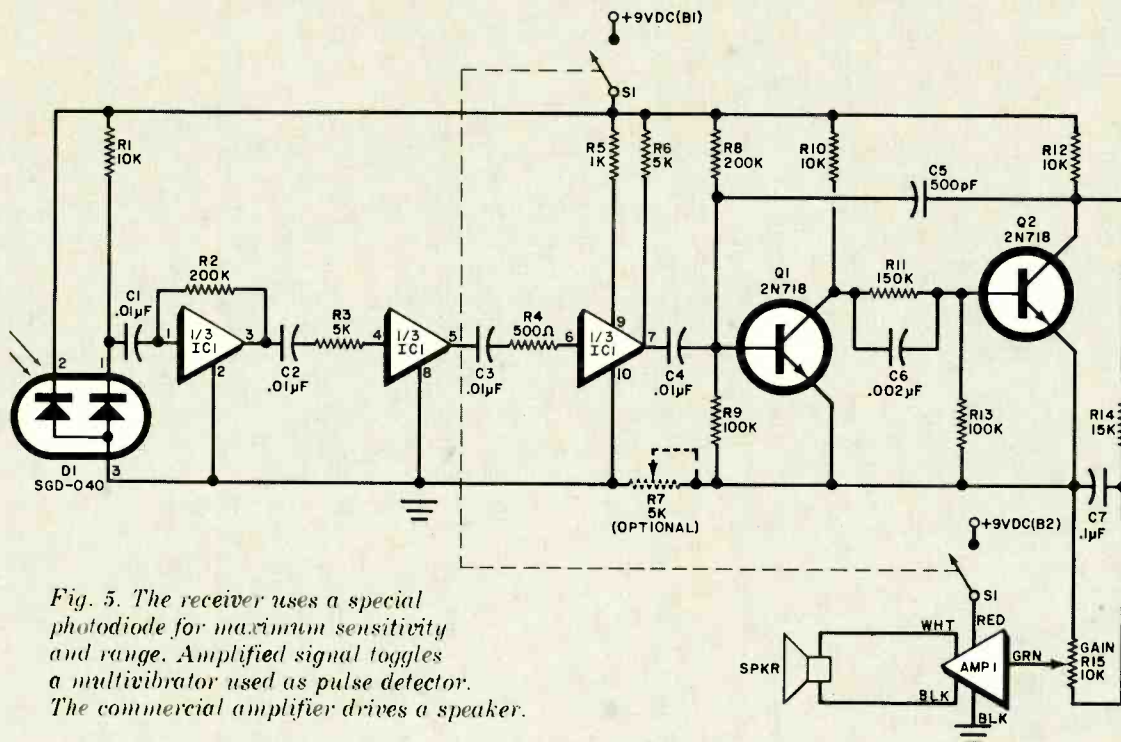 +9VDC(B1)
S1
R1
10K
R5
1K
R6
5K
R8
200K
R10
10K
R12
10K
C5
500pF
Q2
2N718
R2
200K
Q1
2N718
R11
150K
C1
.01µF
1
1/3
IC1
3
2
C2
.01µF
R3
5K
4
1/3
IC1
5
8
C3
.01µF
R4
500Ω
6
1/3
IC1
9
7
10
C4
.01µF
C6
.002µF
2
1
3
D1
SGD-040
R9
100K
R13
100K
R14
15K
R7
5K
(OPTIONAL)
C7
.1µF
+9VDC(B2)
S1
RED
WHT
SPKR
AMP 1
GRN
BLK
BLK
GAIN
R15
10K
Fig. 5. The receiver uses a special
photodiode for maximum sensitivity
and range. Amplified signal toggles
a multivibrator used as pulse detector.
The commercial amplifier drives a speaker.